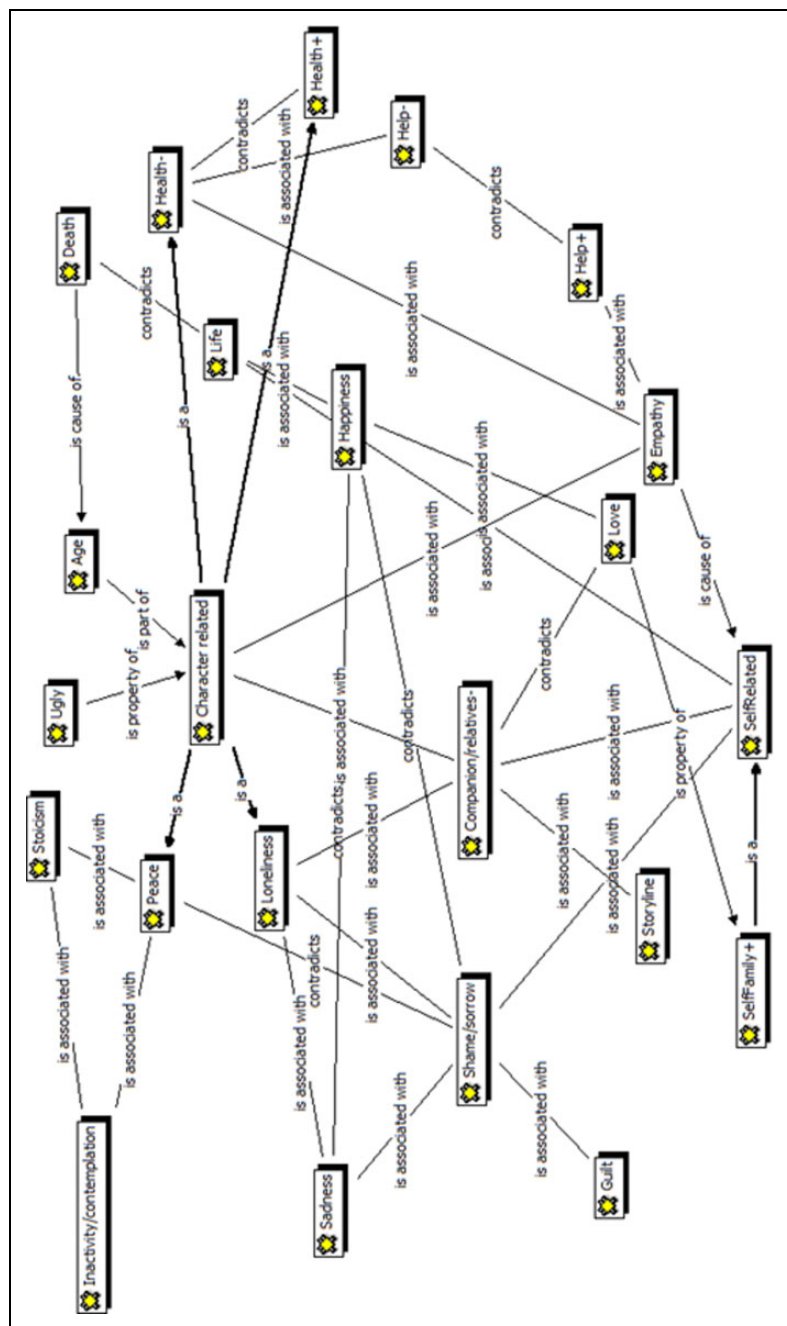 Inactivity/contemplation
is associated with
Stoicism
is associated with
is associated with
Peace
Ugly
is property of
Age
is part of
is cause of
Death
contradicts
Life
Character related
is a
is a
is a
is a
Health-
contradicts
Health+
is associated with
Help-
contradicts
Help+
is associated with
Empathy
is associated with
is associated with
is cause of
Happiness
is associated with
is associated with
is associated with
contradicts
is associated with
contradicts
Love
contradicts
is property of
Loneliness
is associated with
is associated with
is associated with
contradicts
Sadness
is associated with
Shame/sorrow
is associated with
Guilt
Companion/relatives-
is associated with
is associated with
is associated with
Storyline
SelfRelated
is a
SelfFamily+